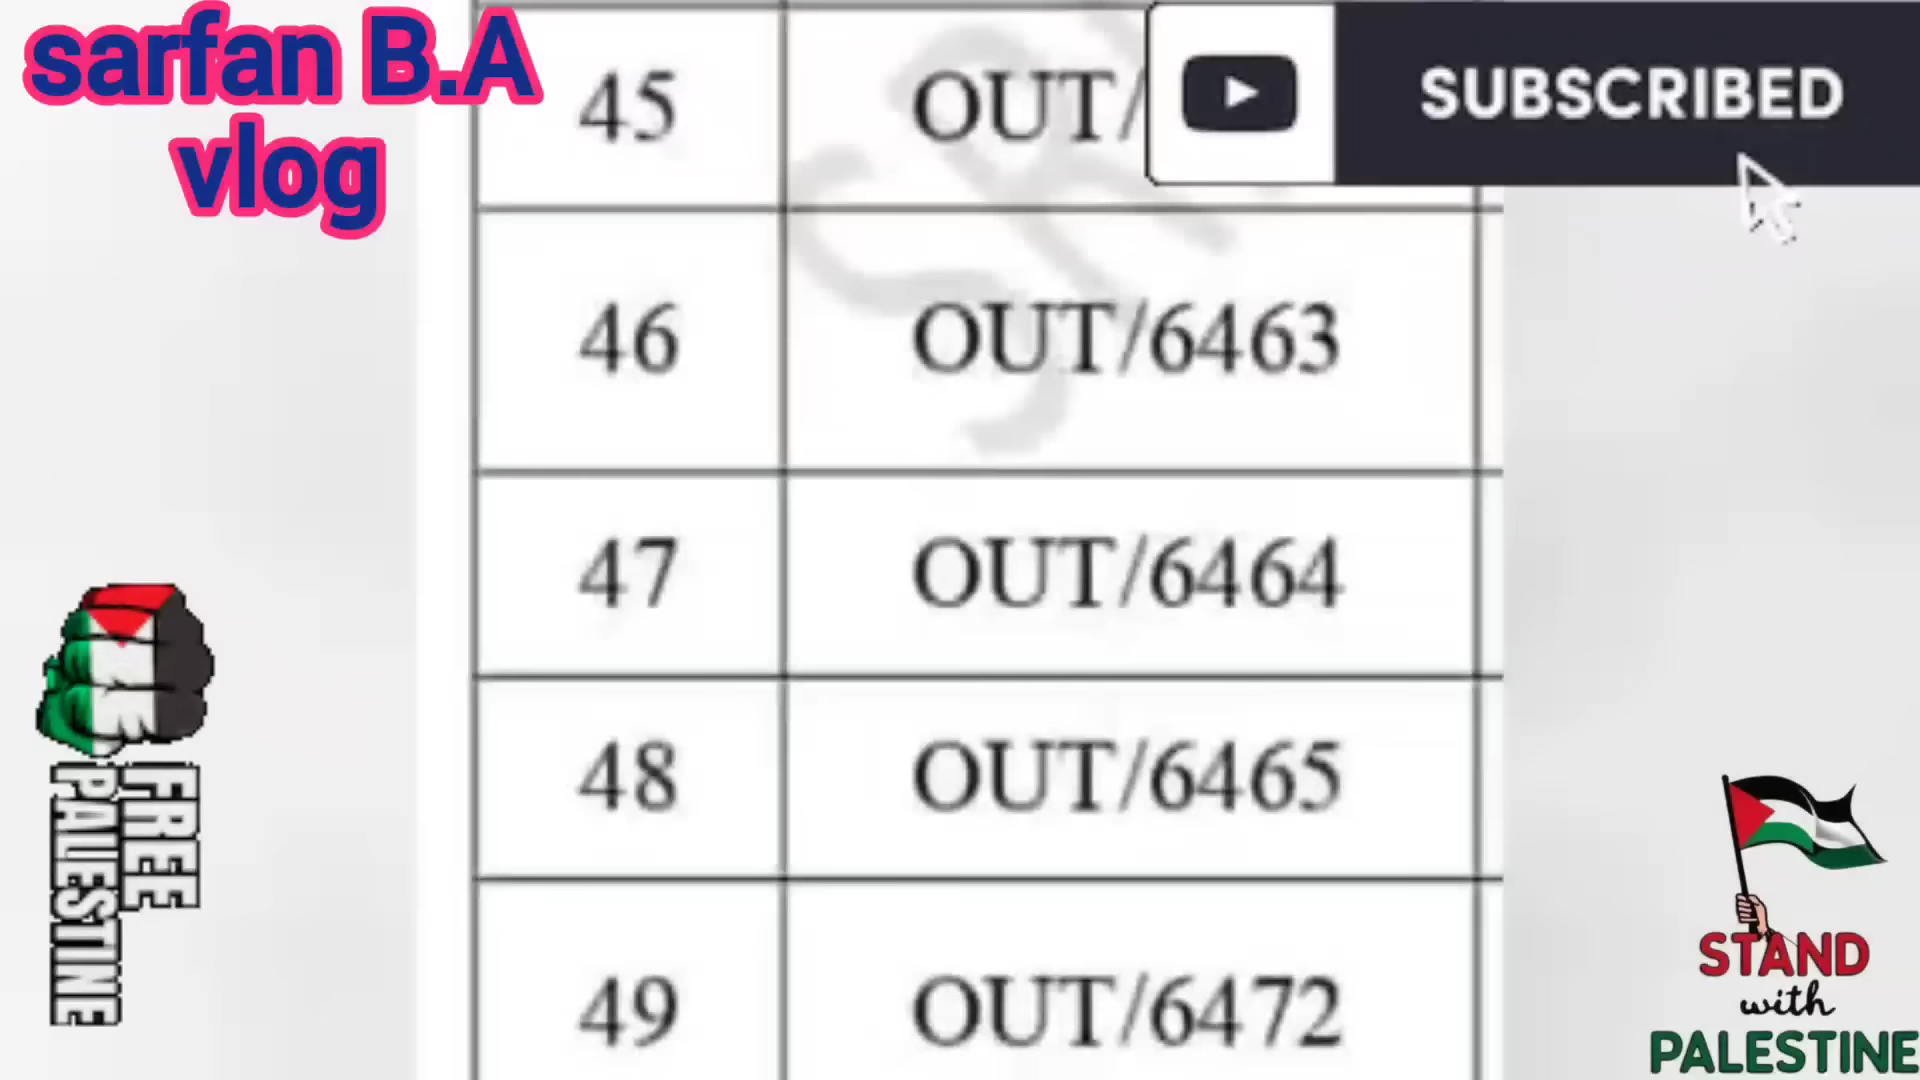 sarfan B.A
vlog
45 OUT/
SUBSCRIBED
46 OUT/6463
47 OUT/6464
48 OUT/6465
49 OUT/6472
FREE
PALESTINE
STAND
with
PALESTINE